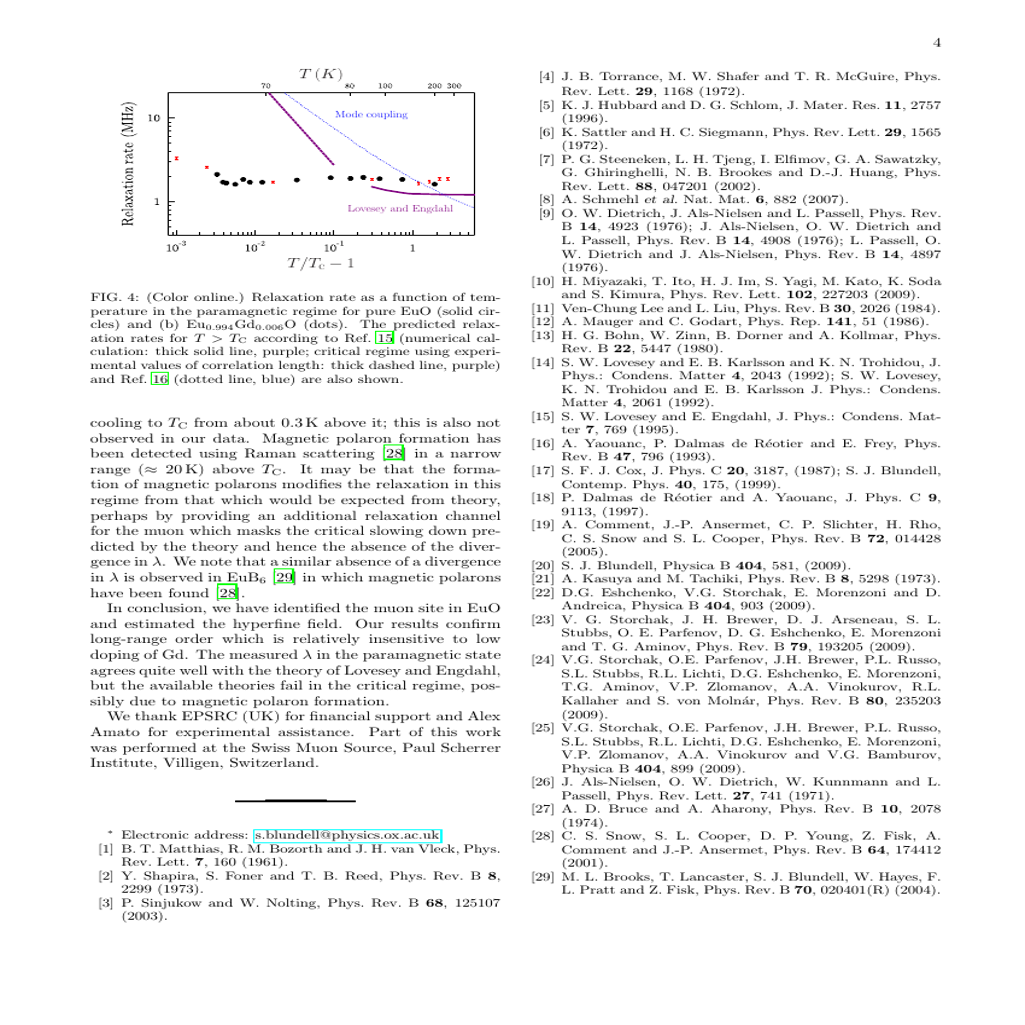 4
T (K)
70 80 100 200 300
Relaxation rate (MHz)
10
1
Mode coupling
Lovesey and Engdahl
10-3 10-2 10-1 1
T/TC − 1
FIG. 4: (Color online.) Relaxation rate as a function of tem-
perature in the paramagnetic regime for pure EuO (solid cir-
cles) and (b) Eu0.994Gd0.006O (dots). The predicted relax-
ation rates for T > TC according to Ref. 15 (numerical cal-
culation: thick solid line, purple; critical regime using experi-
mental values of correlation length: thick dashed line, purple)
and Ref. 16 (dotted line, blue) are also shown.
cooling to TC from about 0.3 K above it; this is also not
observed in our data. Magnetic polaron formation has
been detected using Raman scattering [28] in a narrow
range (≈ 20 K) above TC. It may be that the forma-
tion of magnetic polarons modifies the relaxation in this
regime from that which would be expected from theory,
perhaps by providing an additional relaxation channel
for the muon which masks the critical slowing down pre-
dicted by the theory and hence the absence of the diver-
gence in λ. We note that a similar absence of a divergence
in λ is observed in EuB6 [29] in which magnetic polarons
have been found [28].
In conclusion, we have identified the muon site in EuO
and estimated the hyperfine field. Our results confirm
long-range order which is relatively insensitive to low
doping of Gd. The measured λ in the paramagnetic state
agrees quite well with the theory of Lovesey and Engdahl,
but the available theories fail in the critical regime, pos-
sibly due to magnetic polaron formation.
We thank EPSRC (UK) for financial support and Alex
Amato for experimental assistance. Part of this work
was performed at the Swiss Muon Source, Paul Scherrer
Institute, Villigen, Switzerland.
* Electronic address: s.blundell@physics.ox.ac.uk
[1] B. T. Matthias, R. M. Bozorth and J. H. van Vleck, Phys.
Rev. Lett. 7, 160 (1961).
[2] Y. Shapira, S. Foner and T. B. Reed, Phys. Rev. B 8,
2299 (1973).
[3] P. Sinjukow and W. Nolting, Phys. Rev. B 68, 125107
(2003).
[4] J. B. Torrance, M. W. Shafer and T. R. McGuire, Phys.
Rev. Lett. 29, 1168 (1972).
[5] K. J. Hubbard and D. G. Schlom, J. Mater. Res. 11, 2757
(1996).
[6] K. Sattler and H. C. Siegmann, Phys. Rev. Lett. 29, 1565
(1972).
[7] P. G. Steeneken, L. H. Tjeng, I. Elfimov, G. A. Sawatzky,
G. Ghiringhelli, N. B. Brookes and D.-J. Huang, Phys.
Rev. Lett. 88, 047201 (2002).
[8] A. Schmehl et al. Nat. Mat. 6, 882 (2007).
[9] O. W. Dietrich, J. Als-Nielsen and L. Passell, Phys. Rev.
B 14, 4923 (1976); J. Als-Nielsen, O. W. Dietrich and
L. Passell, Phys. Rev. B 14, 4908 (1976); L. Passell, O.
W. Dietrich and J. Als-Nielsen, Phys. Rev. B 14, 4897
(1976).
[10] H. Miyazaki, T. Ito, H. J. Im, S. Yagi, M. Kato, K. Soda
and S. Kimura, Phys. Rev. Lett. 102, 227203 (2009).
[11] Ven-Chung Lee and L. Liu, Phys. Rev. B 30, 2026 (1984).
[12] A. Mauger and C. Godart, Phys. Rep. 141, 51 (1986).
[13] H. G. Bohn, W. Zinn, B. Dorner and A. Kollmar, Phys.
Rev. B 22, 5447 (1980).
[14] S. W. Lovesey and E. B. Karlsson and K. N. Trohidou, J.
Phys.: Condens. Matter 4, 2043 (1992); S. W. Lovesey,
K. N. Trohidou and E. B. Karlsson J. Phys.: Condens.
Matter 4, 2061 (1992).
[15] S. W. Lovesey and E. Engdahl, J. Phys.: Condens. Mat-
ter 7, 769 (1995).
[16] A. Yaouanc, P. Dalmas de Réotier and E. Frey, Phys.
Rev. B 47, 796 (1993).
[17] S. F. J. Cox, J. Phys. C 20, 3187, (1987); S. J. Blundell,
Contemp. Phys. 40, 175, (1999).
[18] P. Dalmas de Réotier and A. Yaouanc, J. Phys. C 9,
9113, (1997).
[19] A. Comment, J.-P. Ansermet, C. P. Slichter, H. Rho,
C. S. Snow and S. L. Cooper, Phys. Rev. B 72, 014428
(2005).
[20] S. J. Blundell, Physica B 404, 581, (2009).
[21] A. Kasuya and M. Tachiki, Phys. Rev. B 8, 5298 (1973).
[22] D.G. Eshchenko, V.G. Storchak, E. Morenzoni and D.
Andreica, Physica B 404, 903 (2009).
[23] V. G. Storchak, J. H. Brewer, D. J. Arseneau, S. L.
Stubbs, O. E. Parfenov, D. G. Eshchenko, E. Morenzoni
and T. G. Aminov, Phys. Rev. B 79, 193205 (2009).
[24] V.G. Storchak, O.E. Parfenov, J.H. Brewer, P.L. Russo,
S.L. Stubbs, R.L. Lichti, D.G. Eshchenko, E. Morenzoni,
T.G. Aminov, V.P. Zlomanov, A.A. Vinokurov, R.L.
Kallaher and S. von Molnár, Phys. Rev. B 80, 235203
(2009).
[25] V.G. Storchak, O.E. Parfenov, J.H. Brewer, P.L. Russo,
S.L. Stubbs, R.L. Lichti, D.G. Eshchenko, E. Morenzoni,
V.P. Zlomanov, A.A. Vinokurov and V.G. Bamburov,
Physica B 404, 899 (2009).
[26] J. Als-Nielsen, O. W. Dietrich, W. Kunnmann and L.
Passell, Phys. Rev. Lett. 27, 741 (1971).
[27] A. D. Bruce and A. Aharony, Phys. Rev. B 10, 2078
(1974).
[28] C. S. Snow, S. L. Cooper, D. P. Young, Z. Fisk, A.
Comment and J.-P. Ansermet, Phys. Rev. B 64, 174412
(2001).
[29] M. L. Brooks, T. Lancaster, S. J. Blundell, W. Hayes, F.
L. Pratt and Z. Fisk, Phys. Rev. B 70, 020401(R) (2004).